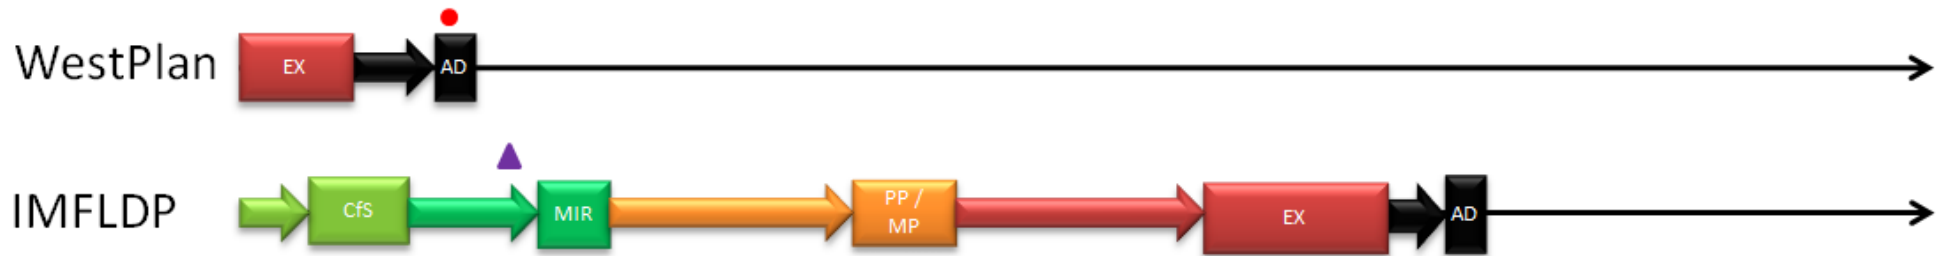 WestPlan
EX
AD
IMFLDP
CfS
MIR
PP /
MP
EX
AD